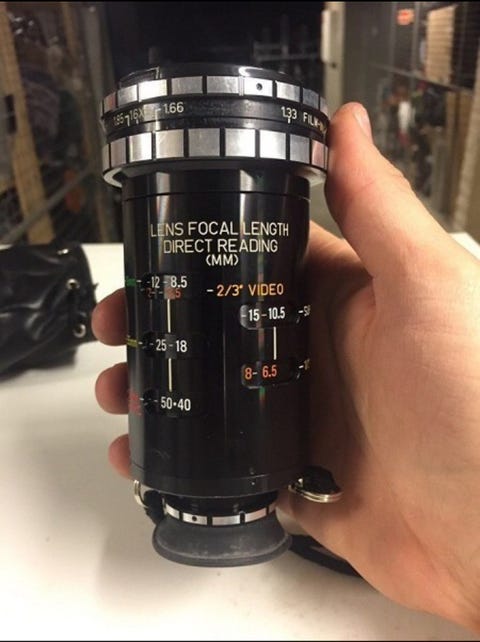 1.85 16 1.66 1.33 FILM
LENS FOCAL LENGTH
DIRECT READING
(MM)
-12-8.5
-2/3" VIDEO
-15-10.5
-25-18
8-6.5
-50•40